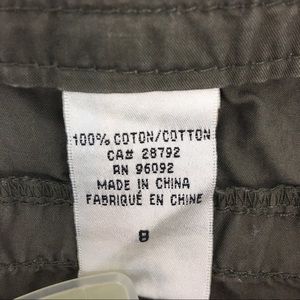 100% COTON/COTTON
CA# 28792
RN 96092
MADE IN CHINA
FABRIQUÉ EN CHINE
8